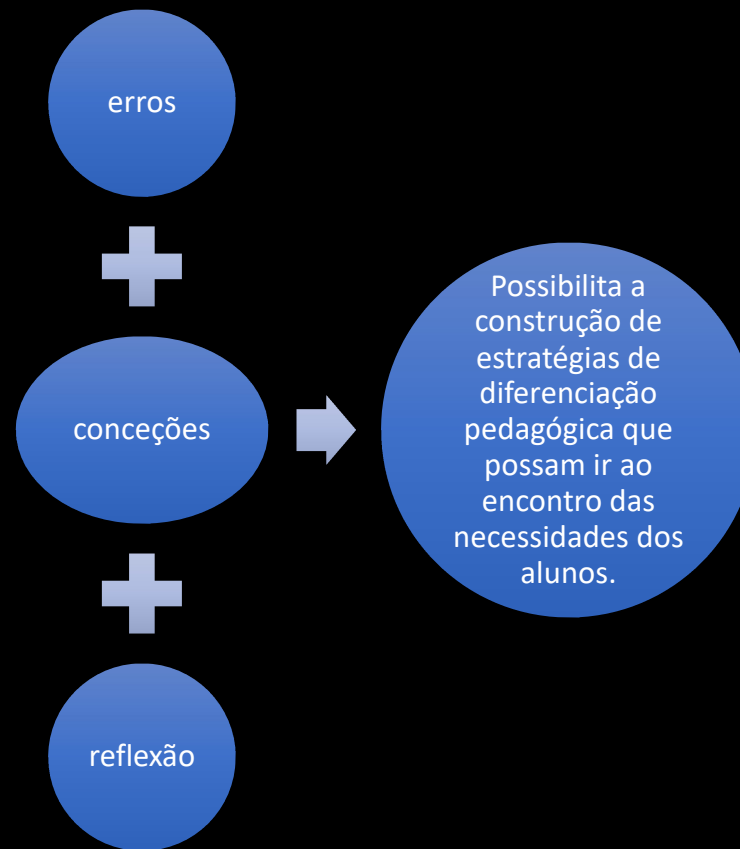 erros
conceções
reflexão
Possibilita a
construção de
estratégias de
diferenciação
pedagógica que
possam ir ao
encontro das
necessidades dos
alunos.